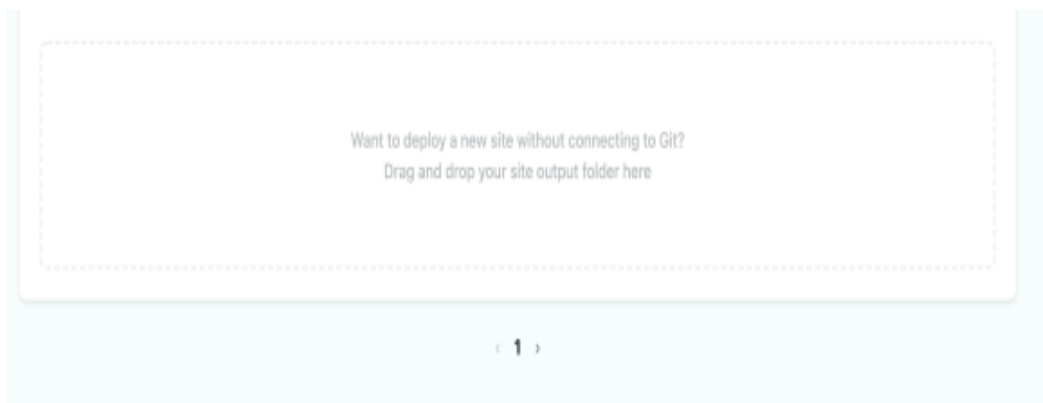 Want to deploy a new site without connecting to Git?
Drag and drop your site output folder here
‹ 1 ›